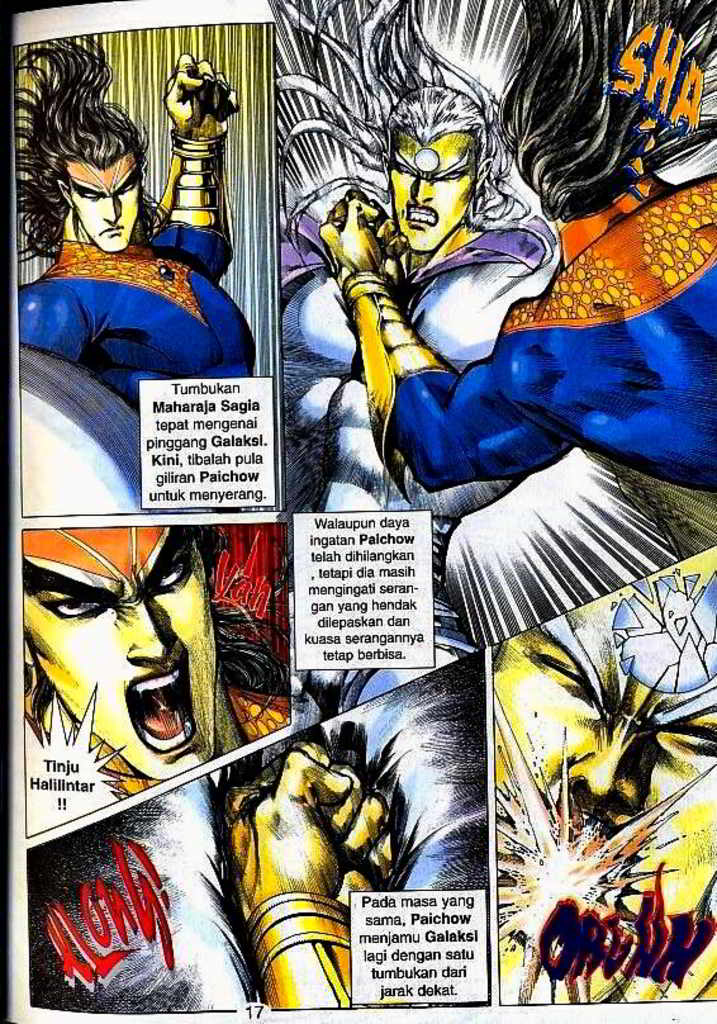 SHA
Tumbukan
Maharaja Sagia
tepat mengenai
pinggang Galaksi.
Kini, tibalah pula
giliran Paichow
untuk menyerang.
Walaupun daya
ingatan Paichow
telah dihilangkan
, tetapi dia masih
mengingati seran-
gan yang hendak
dilepaskan dan
kuasa serangannya
tetap berbisa.
Yah
Tinju
Halilintar
!!
KLONG!
Pada masa yang
sama, Paichow
menjamu Galaksi
lagi dengan satu
tumbukan dari
jarak dekat.
17